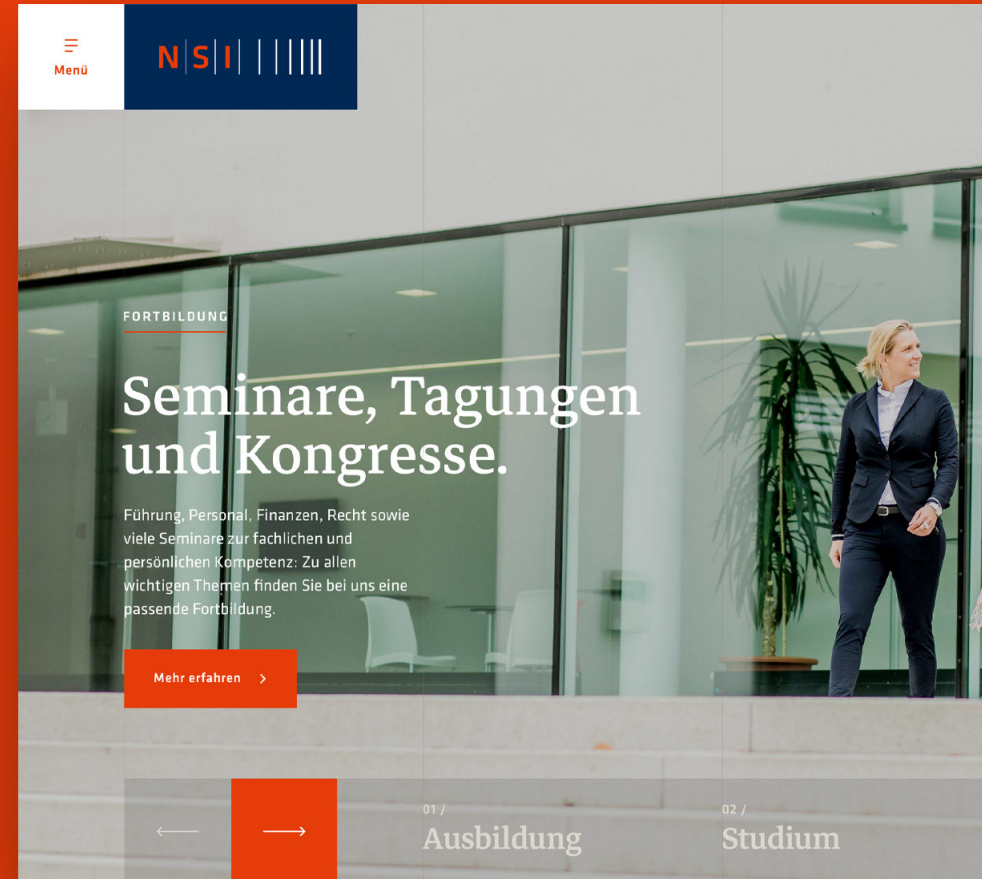 Menü
N|S|I
FORTBILDUNG
Seminare, Tagungen
und Kongresse.
Führung, Personal, Finanzen, Recht sowie
viele Seminare zur fachlichen und
persönlichen Kompetenz: Zu allen
wichtigen Themen finden Sie bei uns eine
passende Fortbildung.
Mehr erfahren
01 /
Ausbildung
02 /
Studium